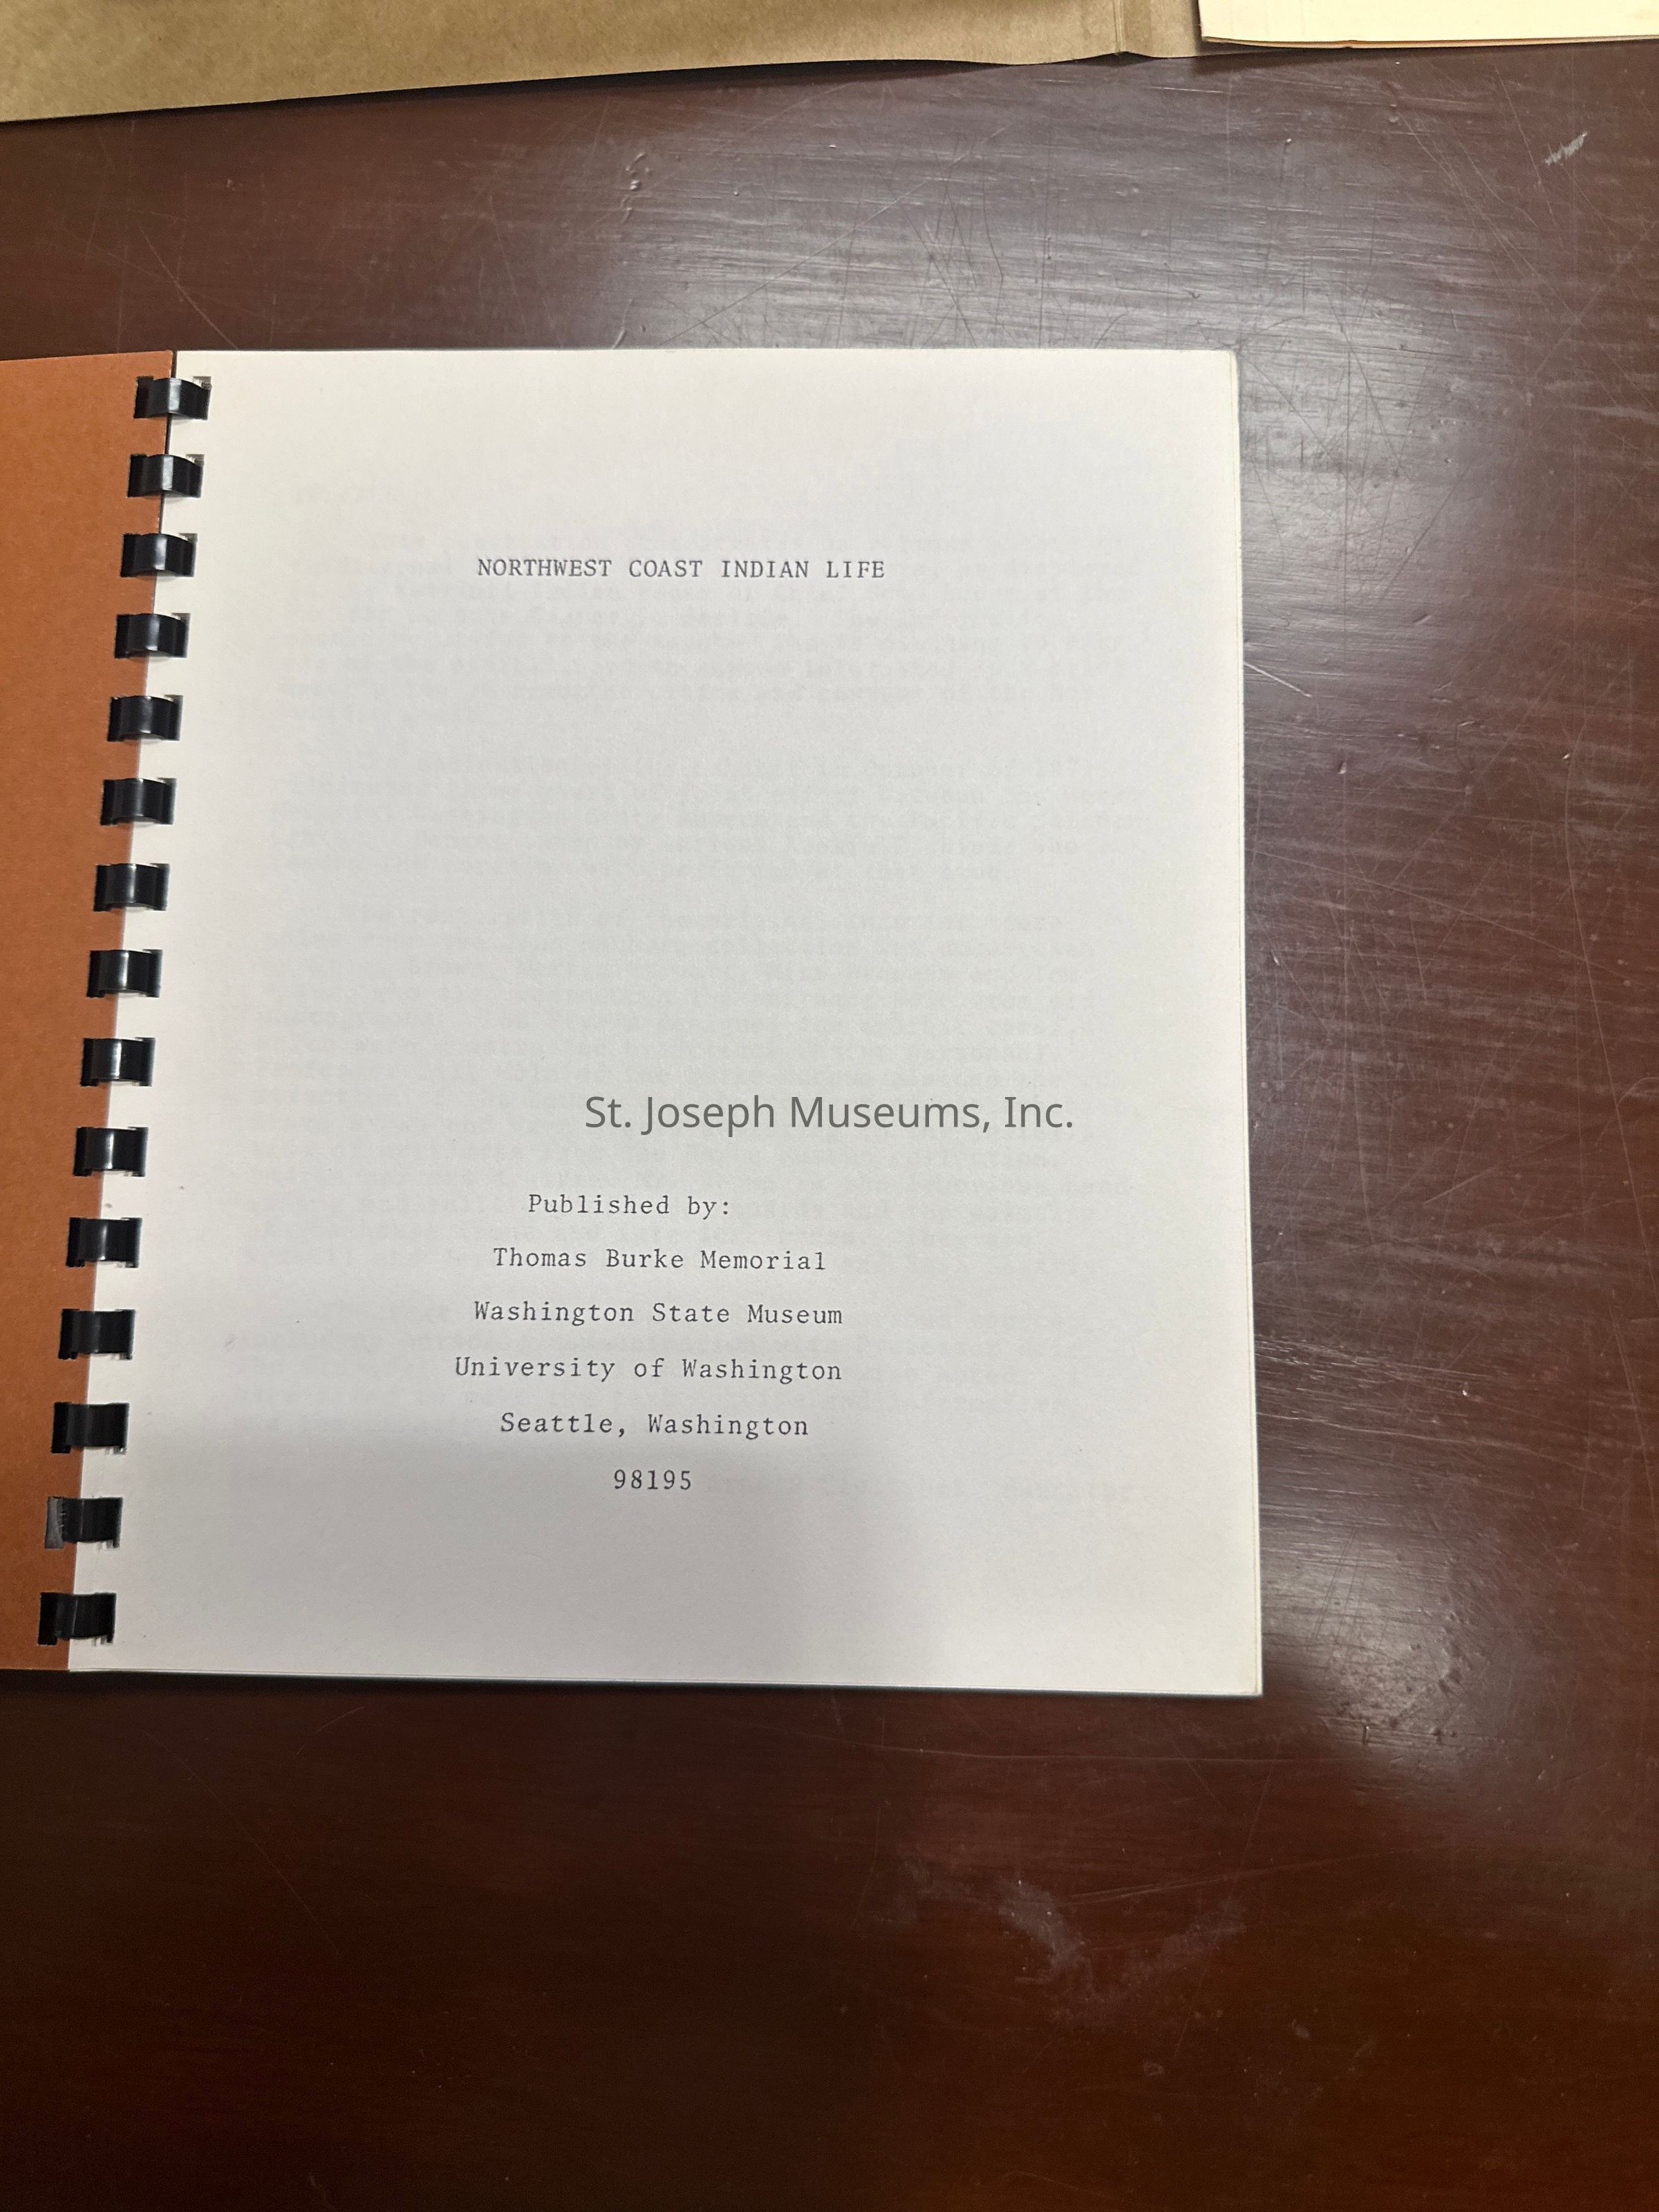 NORTHWEST COAST INDIAN LIFE
St. Joseph Museums, Inc.
Published by:
Thomas Burke Memorial
Washington State Museum
University of Washington
Seattle, Washington
98195